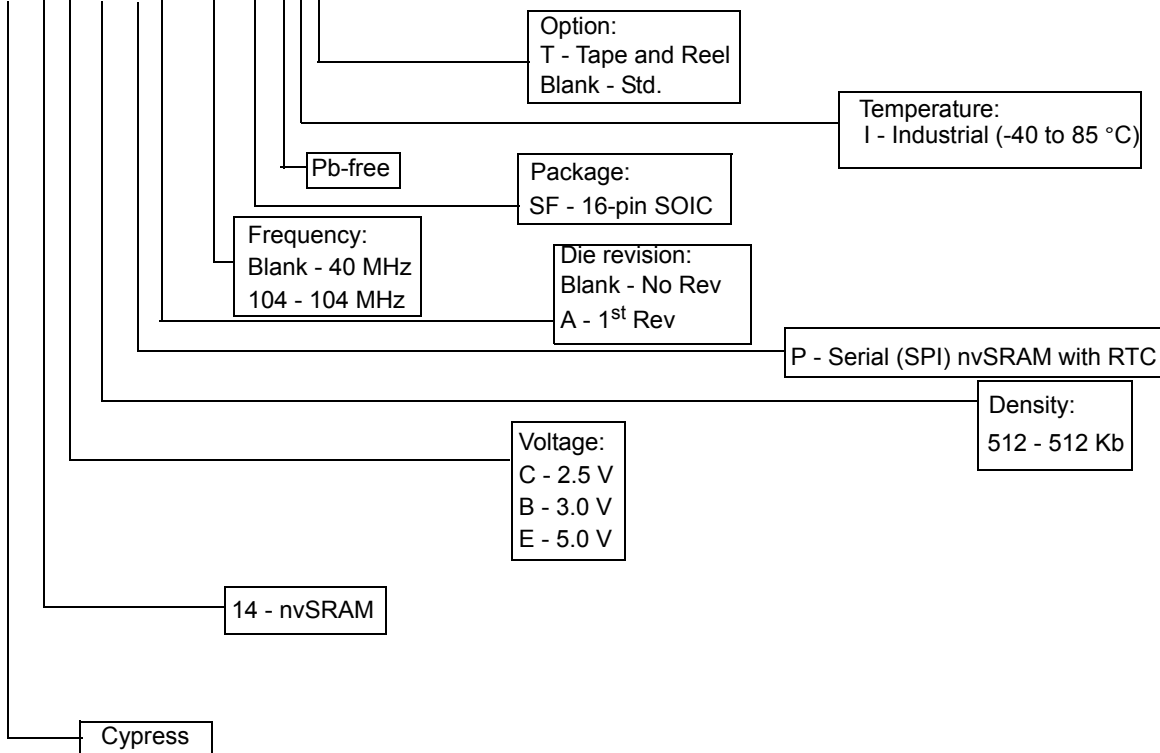 Option:
T - Tape and Reel
Blank - Std.
Temperature:
I - Industrial (-40 to 85 °C)
Pb-free
Package:
SF - 16-pin SOIC
Frequency:
Blank - 40 MHz
104 - 104 MHz
Die revision:
Blank - No Rev
A - 1st Rev
P - Serial (SPI) nvSRAM with RTC
Density:
512 - 512 Kb
Voltage:
C - 2.5 V
B - 3.0 V
E - 5.0 V
14 - nvSRAM
Cypress